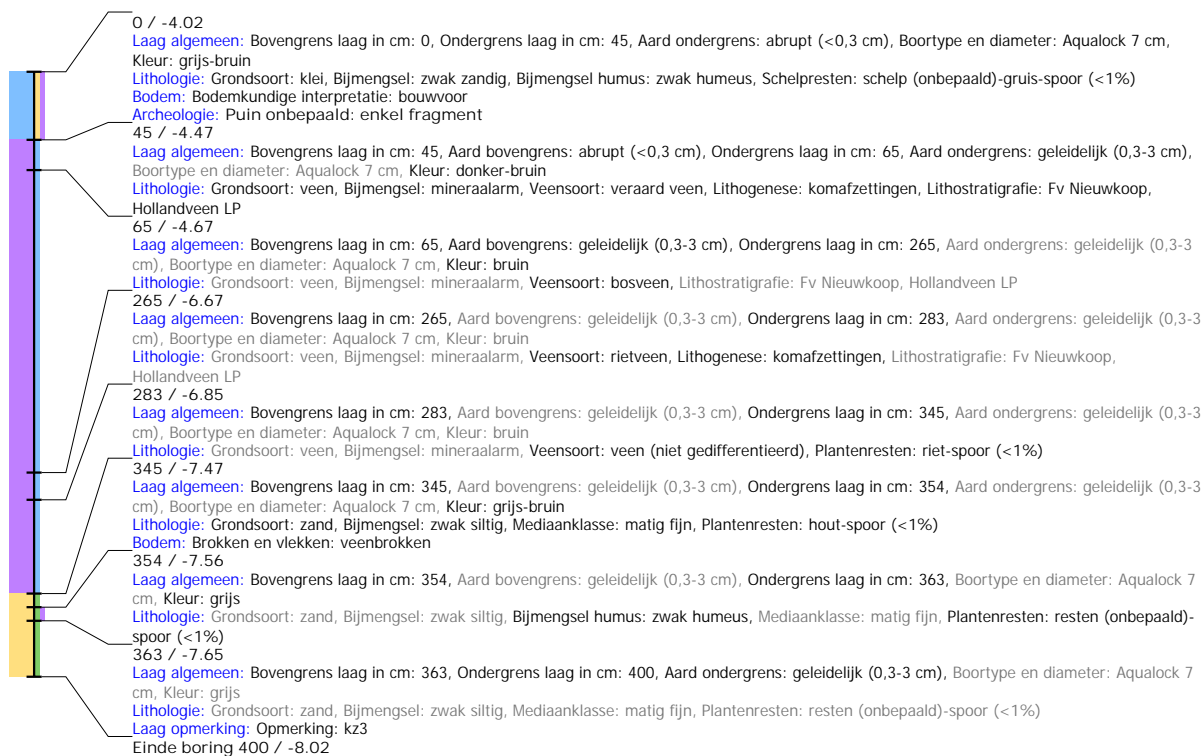 0 / -4.02
Laag algemeen: Bovengrens laag in cm: 0, Ondergrens laag in cm: 45, Aard ondergrens: abrupt (<0,3 cm), Boortype en diameter: Aqualock 7 cm,
Kleur: grijs-bruin
Lithologie: Grondsoort: klei, Bijmengsel: zwak zandig, Bijmengsel humus: zwak humeus, Schelpresten: schelp (onbepaald)-gruis-spoor (<1%)
Bodem: Bodemkundige interpretatie: bouwvoor
Archeologie: Puin onbepaald: enkel fragment
45 / -4.47
Laag algemeen: Bovengrens laag in cm: 45, Aard bovengrens: abrupt (<0,3 cm), Ondergrens laag in cm: 65, Aard ondergrens: geleidelijk (0,3-3 cm),
Boortype en diameter: Aqualock 7 cm, Kleur: donker-bruin
Lithologie: Grondsoort: veen, Bijmengsel: mineraalarm, Veensoort: veraard veen, Lithogenese: komafzettingen, Lithostratigrafie: Fv Nieuwkoop,
Hollandveen LP
65 / -4.67
Laag algemeen: Bovengrens laag in cm: 65, Aard bovengrens: geleidelijk (0,3-3 cm), Ondergrens laag in cm: 265, Aard ondergrens: geleidelijk (0,3-3
cm), Boortype en diameter: Aqualock 7 cm, Kleur: bruin
Lithologie: Grondsoort: veen, Bijmengsel: mineraalarm, Veensoort: bosveen, Lithostratigrafie: Fv Nieuwkoop, Hollandveen LP
265 / -6.67
Laag algemeen: Bovengrens laag in cm: 265, Aard bovengrens: geleidelijk (0,3-3 cm), Ondergrens laag in cm: 283, Aard ondergrens: geleidelijk (0,3-3
cm), Boortype en diameter: Aqualock 7 cm, Kleur: bruin
Lithologie: Grondsoort: veen, Bijmengsel: mineraalarm, Veensoort: rietveen, Lithogenese: komafzettingen, Lithostratigrafie: Fv Nieuwkoop,
Hollandveen LP
283 / -6.85
Laag algemeen: Bovengrens laag in cm: 283, Aard bovengrens: geleidelijk (0,3-3 cm), Ondergrens laag in cm: 345, Aard ondergrens: geleidelijk (0,3-3
cm), Boortype en diameter: Aqualock 7 cm, Kleur: bruin
Lithologie: Grondsoort: veen, Bijmengsel: mineraalarm, Veensoort: veen (niet gedifferentieerd), Plantenresten: riet-spoor (<1%)
345 / -7.47
Laag algemeen: Bovengrens laag in cm: 345, Aard bovengrens: geleidelijk (0,3-3 cm), Ondergrens laag in cm: 354, Aard ondergrens: geleidelijk (0,3-3
cm), Boortype en diameter: Aqualock 7 cm, Kleur: grijs-bruin
Lithologie: Grondsoort: zand, Bijmengsel: zwak siltig, Mediaanklasse: matig fijn, Plantenresten: hout-spoor (<1%)
Bodem: Brokken en vlekken: veenbrokken
354 / -7.56
Laag algemeen: Bovengrens laag in cm: 354, Aard bovengrens: geleidelijk (0,3-3 cm), Ondergrens laag in cm: 363, Boortype en diameter: Aqualock 7
cm, Kleur: grijs
Lithologie: Grondsoort: zand, Bijmengsel: zwak siltig, Bijmengsel humus: zwak humeus, Mediaanklasse: matig fijn, Plantenresten: resten (onbepaald)-
spoor (<1%)
363 / -7.65
Laag algemeen: Bovengrens laag in cm: 363, Ondergrens laag in cm: 400, Aard ondergrens: geleidelijk (0,3-3 cm), Boortype en diameter: Aqualock 7
cm, Kleur: grijs
Lithologie: Grondsoort: zand, Bijmengsel: zwak siltig, Mediaanklasse: matig fijn, Plantenresten: resten (onbepaald)-spoor (<1%)
Laag opmerking: Opmerking: kz3
Einde boring 400 / -8.02